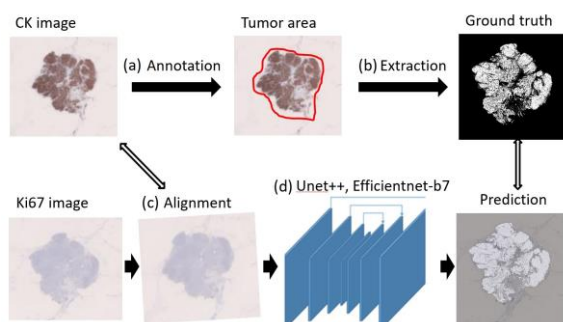 CK image
Tumor area
Ground truth
(a) Annotation
(b) Extraction
Ki67 image
(c) Alignment
(d) Unet++, Efficientnet-b7
Prediction